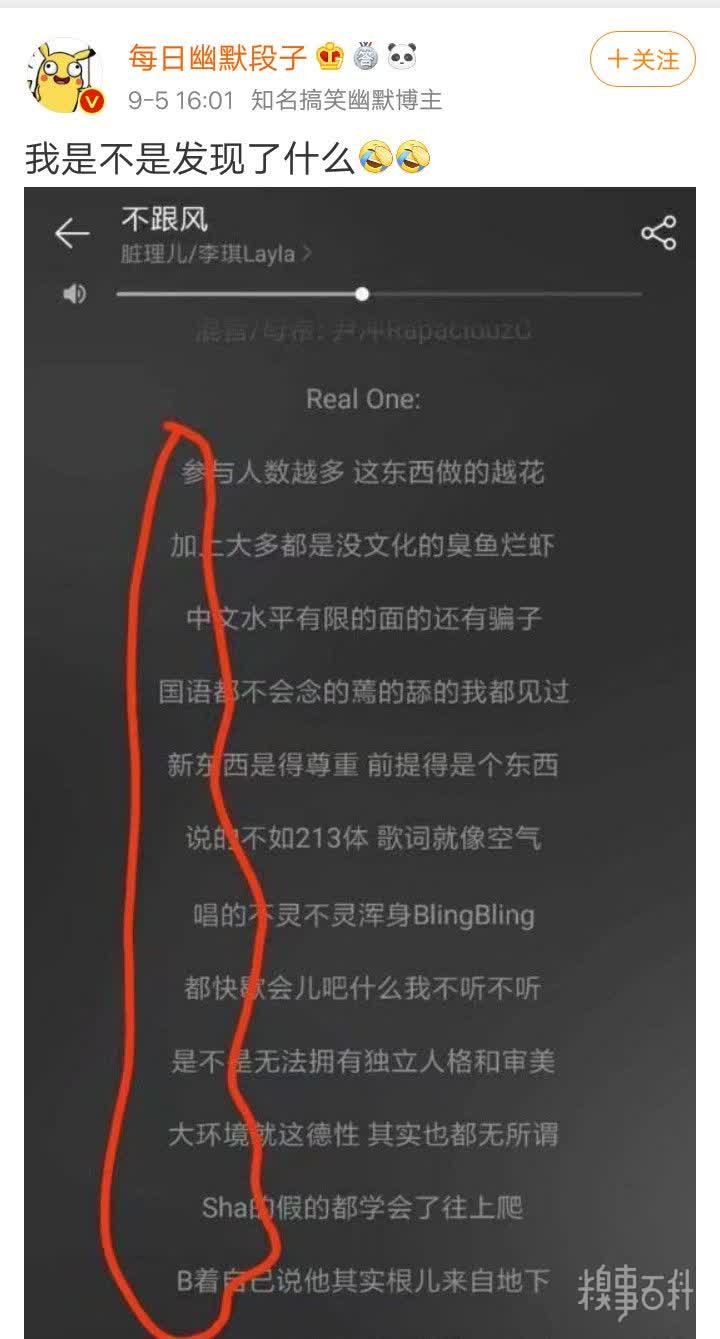 每日幽默段子
+关注
9-5 16:01 知名搞笑幽默博主
我是不是发现了什么🤣🤣
不跟风
脏理儿/李琪Layla >
混音/母带: 尹冲RapaciouzC
Real One:
参与人数越多 这东西做的越花
加上大多都是没文化的臭鱼烂虾
中文水平有限的面的还有骗子
国语都不会念的蔫的舔的我都见过
新东西是得尊重 前提得是个东西
说的不如213体 歌词就像空气
唱的不灵不灵浑身BlingBling
都快歇会儿吧什么我不听不听
是不是无法拥有独立人格和审美
大环境就这德性 其实也都无所谓
Sha的假的都学会了往上爬
B着自己说他其实根儿来自地下
糗事百科